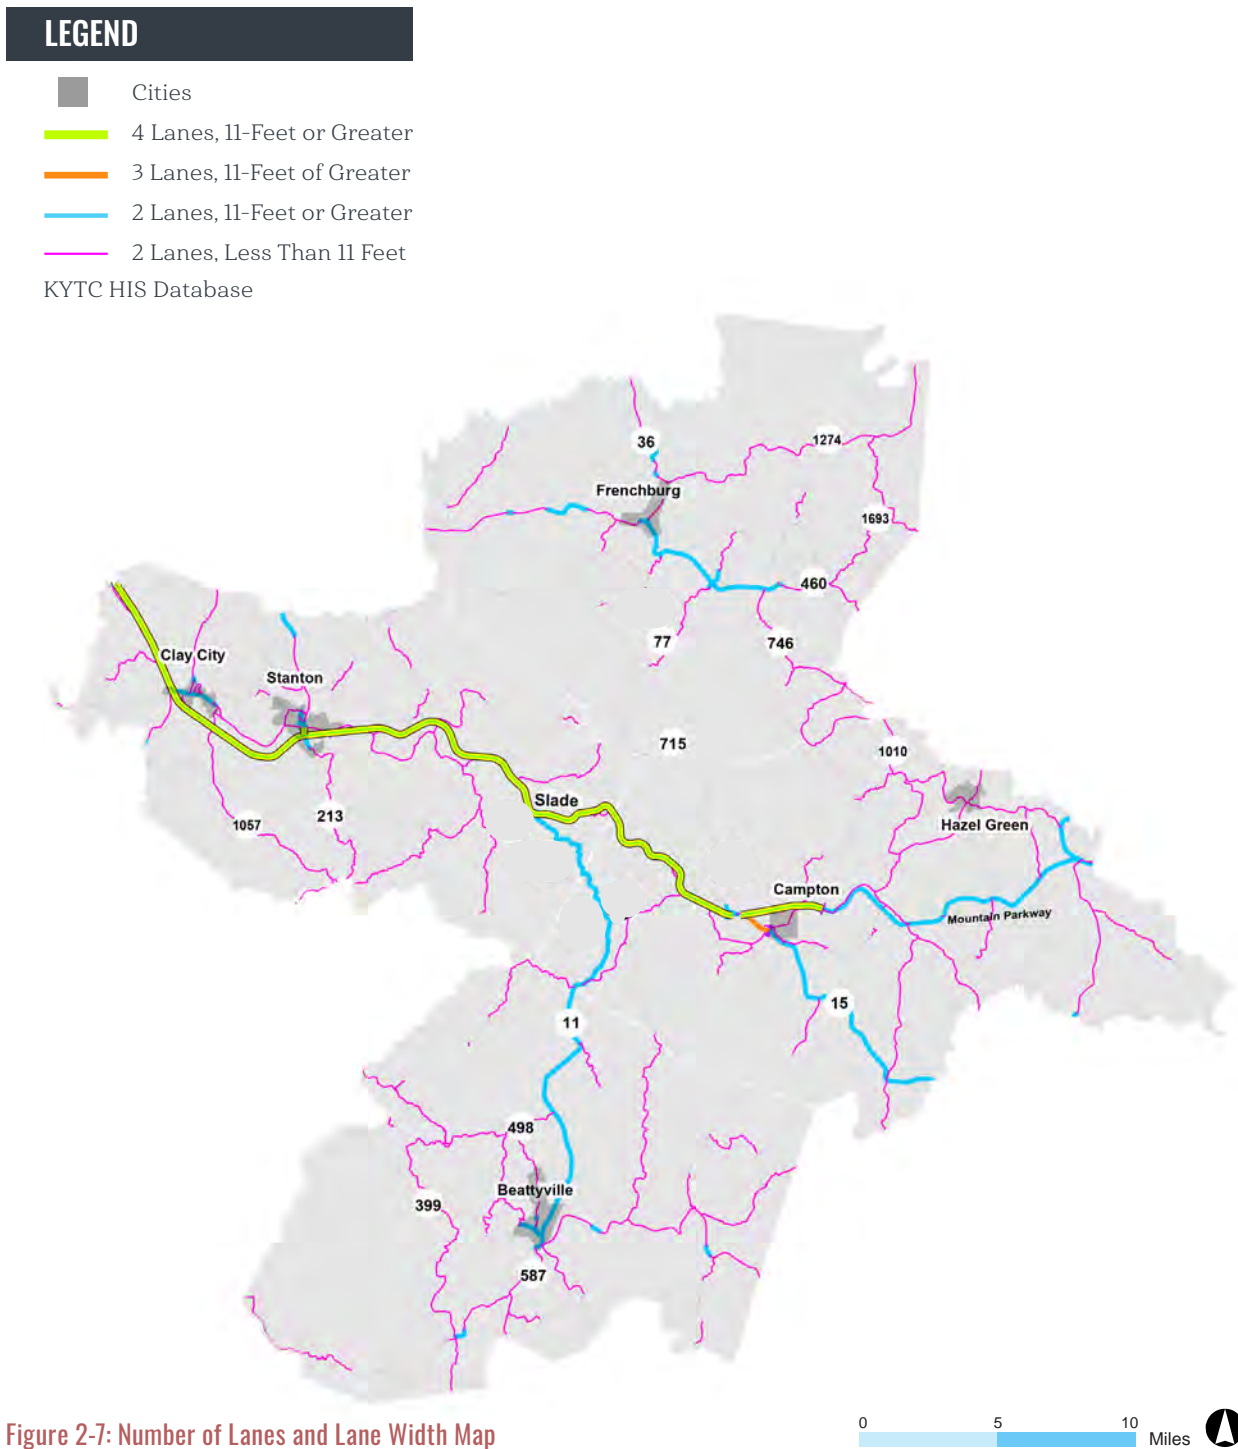 LEGEND
Cities
4 Lanes, 11-Feet or Greater
3 Lanes, 11-Feet of Greater
2 Lanes, 11-Feet or Greater
2 Lanes, Less Than 11 Feet
KYTC HIS Database
36
1274
Frenchburg
1693
460
77
746
Clay City
Stanton
715
1010
Slade
Hazel Green
1057
213
Campton
Mountain Parkway
15
11
498
Beattyville
399
587
Figure 2-7: Number of Lanes and Lane Width Map
0 5 10
Miles